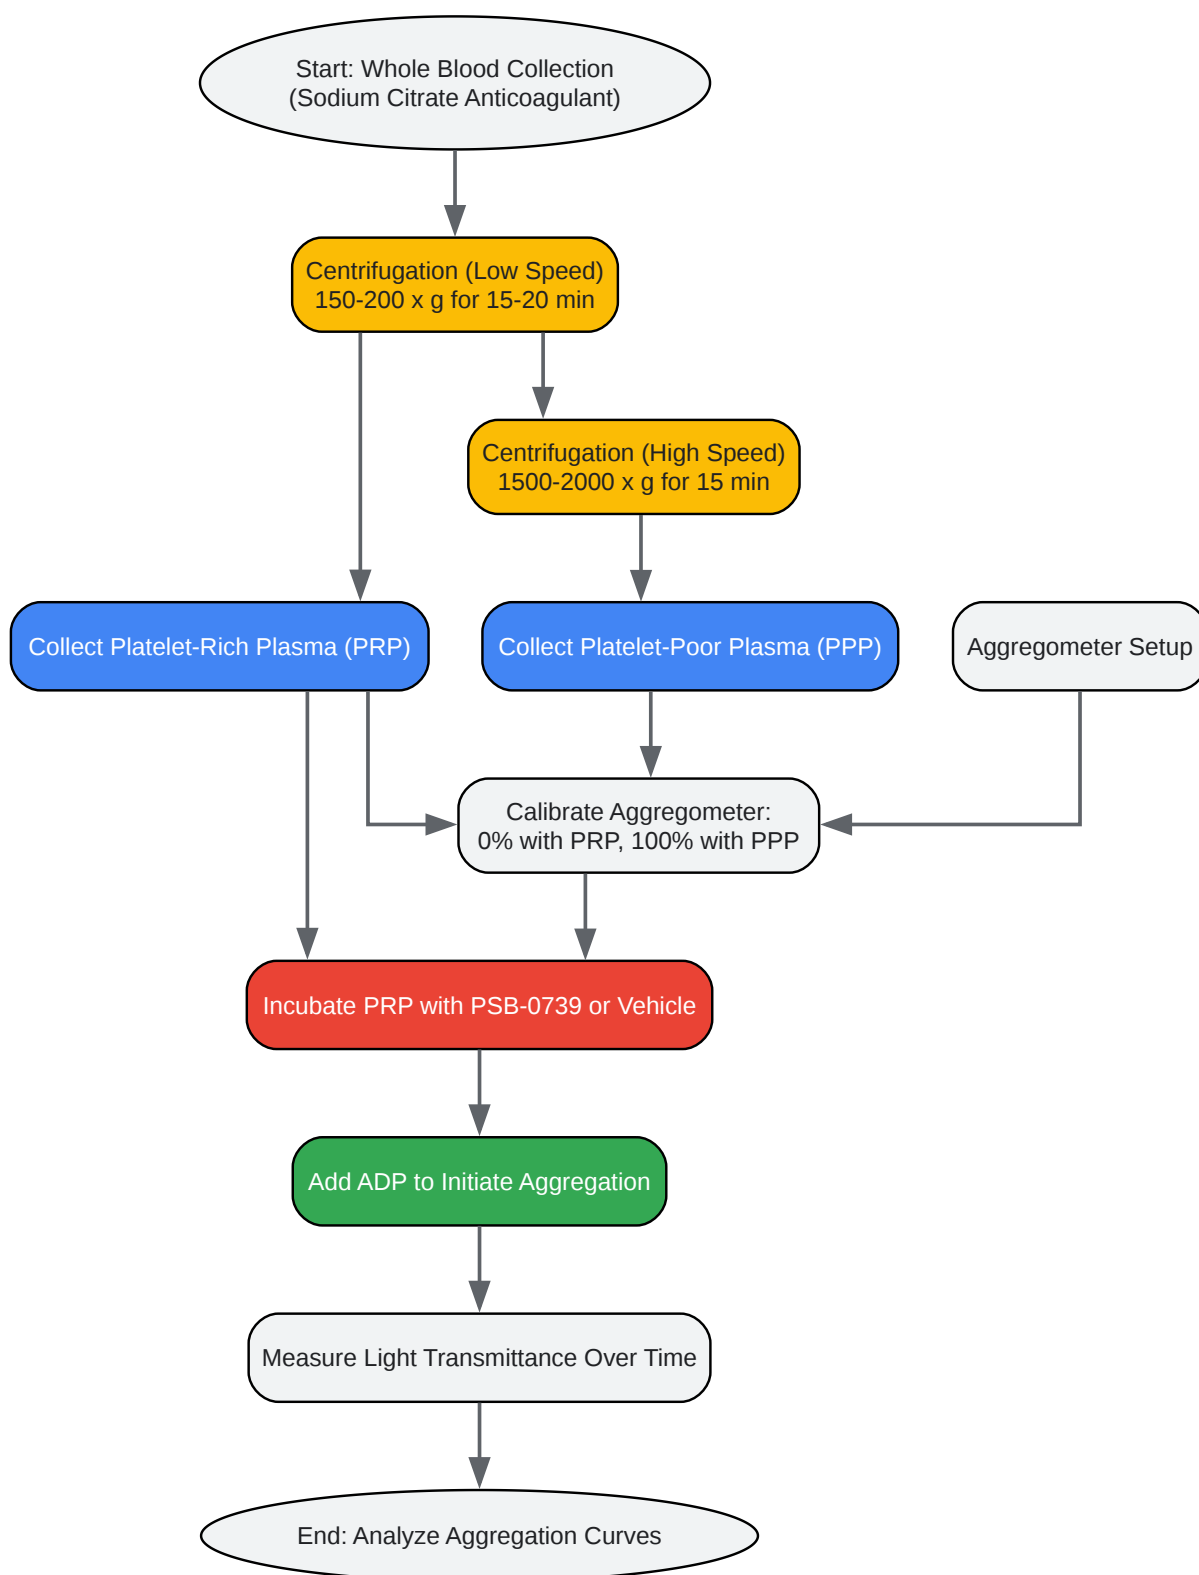 Start: Whole Blood Collection
(Sodium Citrate Anticoagulant)
Centrifugation (Low Speed)
150-200 x g for 15-20 min
Centrifugation (High Speed)
1500-2000 x g for 15 min
Collect Platelet-Rich Plasma (PRP)
Collect Platelet-Poor Plasma (PPP)
Aggregometer Setup
Calibrate Aggregometer:
0% with PRP, 100% with PPP
Incubate PRP with PSB-0739 or Vehicle
Add ADP to Initiate Aggregation
Measure Light Transmittance Over Time
End: Analyze Aggregation Curves